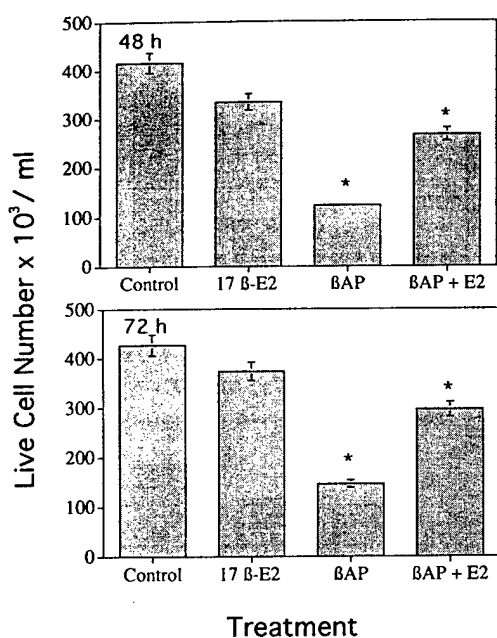 Live Cell Number x 10³ / ml
500
48 h
400
300
200
100
0
*
*
Control 17 ß-E2 ßAP ßAP + E2
500
72 h
400
300
200
100
0
*
*
Control 17 ß-E2 ßAP ßAP + E2
Treatment